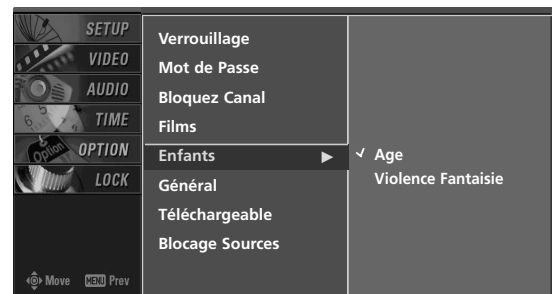 SETUP
VIDEO
AUDIO
TIME
OPTION
LOCK
Move MENU Prev
Verrouillage
Mot de Passe
Bloquez Canal
Films
Enfants
Général
Téléchargeable
Blocage Sources
Age
Violence Fantaisie